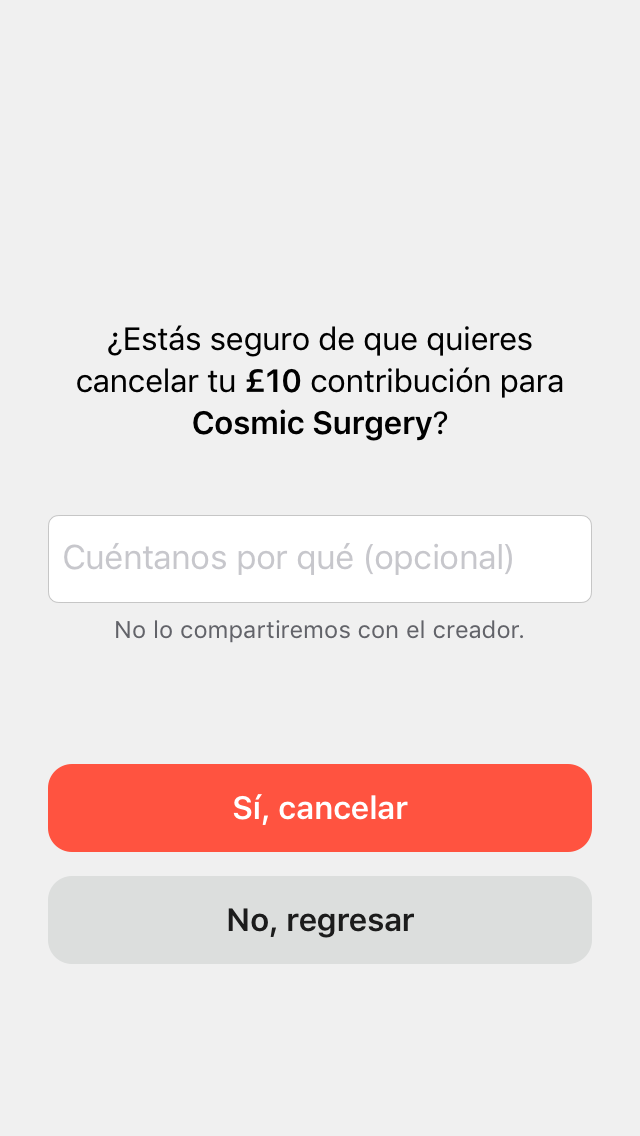 ¿Estás seguro de que quieres
cancelar tu £10 contribución para
Cosmic Surgery?
Cuéntanos por qué (opcional)
No lo compartiremos con el creador.
Sí, cancelar
No, regresar